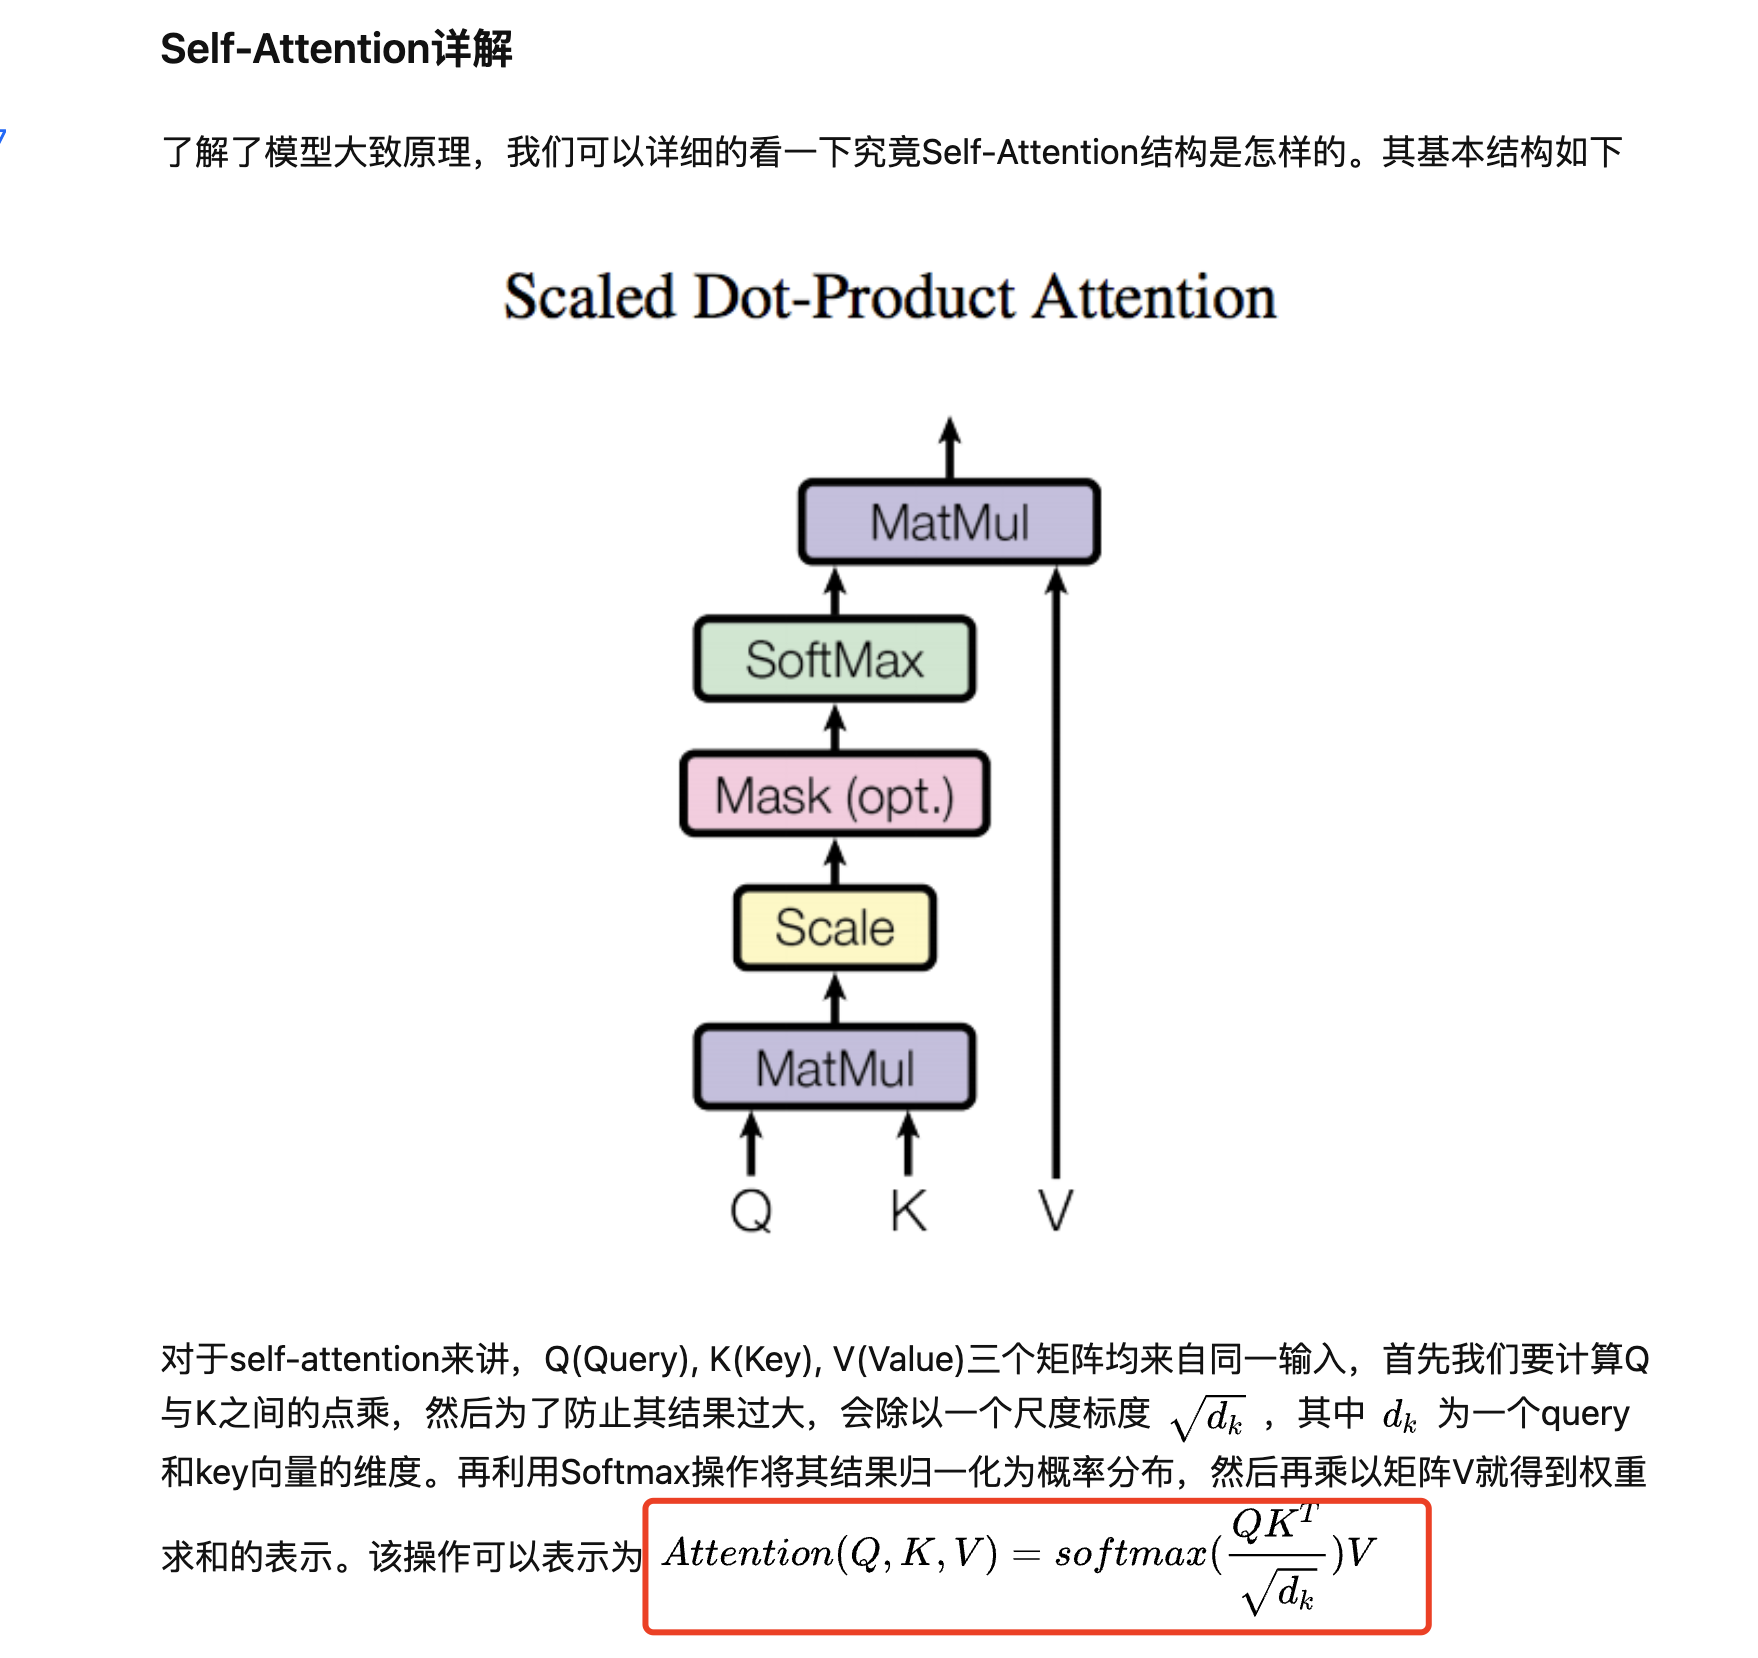 Self-Attention详解
了解了模型大致原理，我们可以详细的看一下究竟Self-Attention结构是怎样的。其基本结构如下
Scaled Dot-Product Attention
MatMul
SoftMax
Mask (opt.)
Scale
MatMul
Q K V
对于self-attention来讲，Q(Query), K(Key), V(Value)三个矩阵均来自同一输入，首先我们要计算Q
与K之间的点乘，然后为了防止其结果过大，会除以一个尺度标度 √d_k ，其中 d_k 为一个query
和key向量的维度。再利用Softmax操作将其结果归一化为概率分布，然后再乘以矩阵V就得到权重
求和的表示。该操作可以表示为 Attention(Q, K, V) = softmax(QK^T/√d_k)V